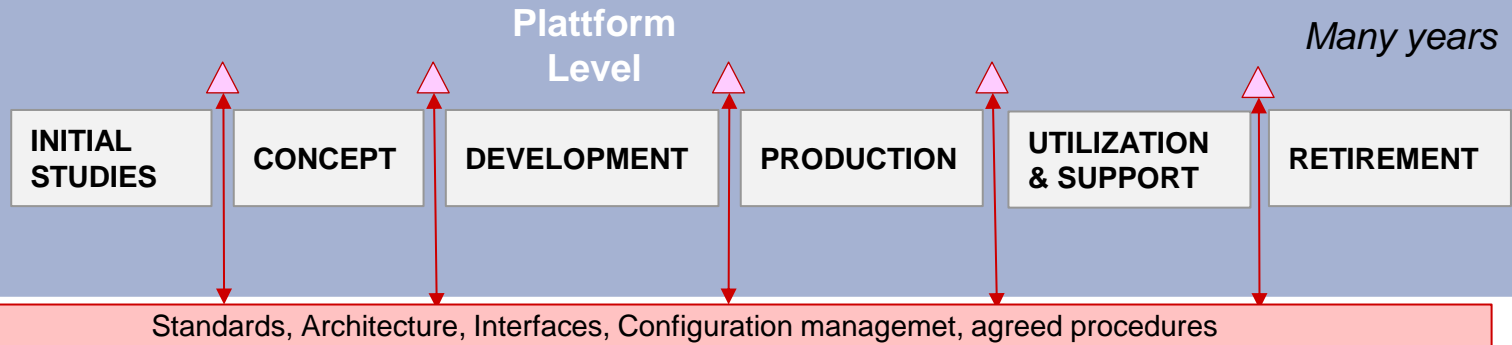 Plattform
Level
Many years
INITIAL
STUDIES
CONCEPT
DEVELOPMENT
PRODUCTION
UTILIZATION
& SUPPORT
RETIREMENT
Standards, Architecture, Interfaces, Configuration managemet, agreed procedures